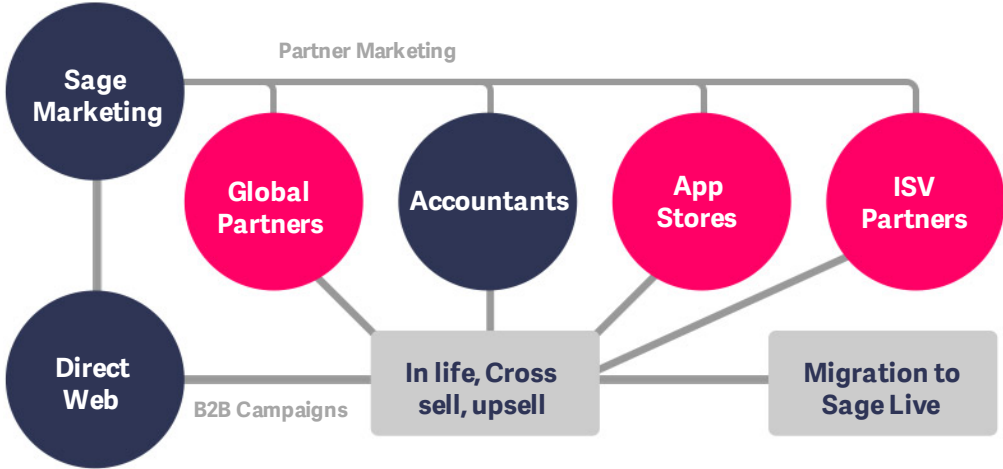 Partner Marketing
Sage
Marketing
Global
Partners
Accountants
App
Stores
ISV
Partners
Direct
Web
B2B Campaigns
In life, Cross
sell, upsell
Migration to
Sage Live